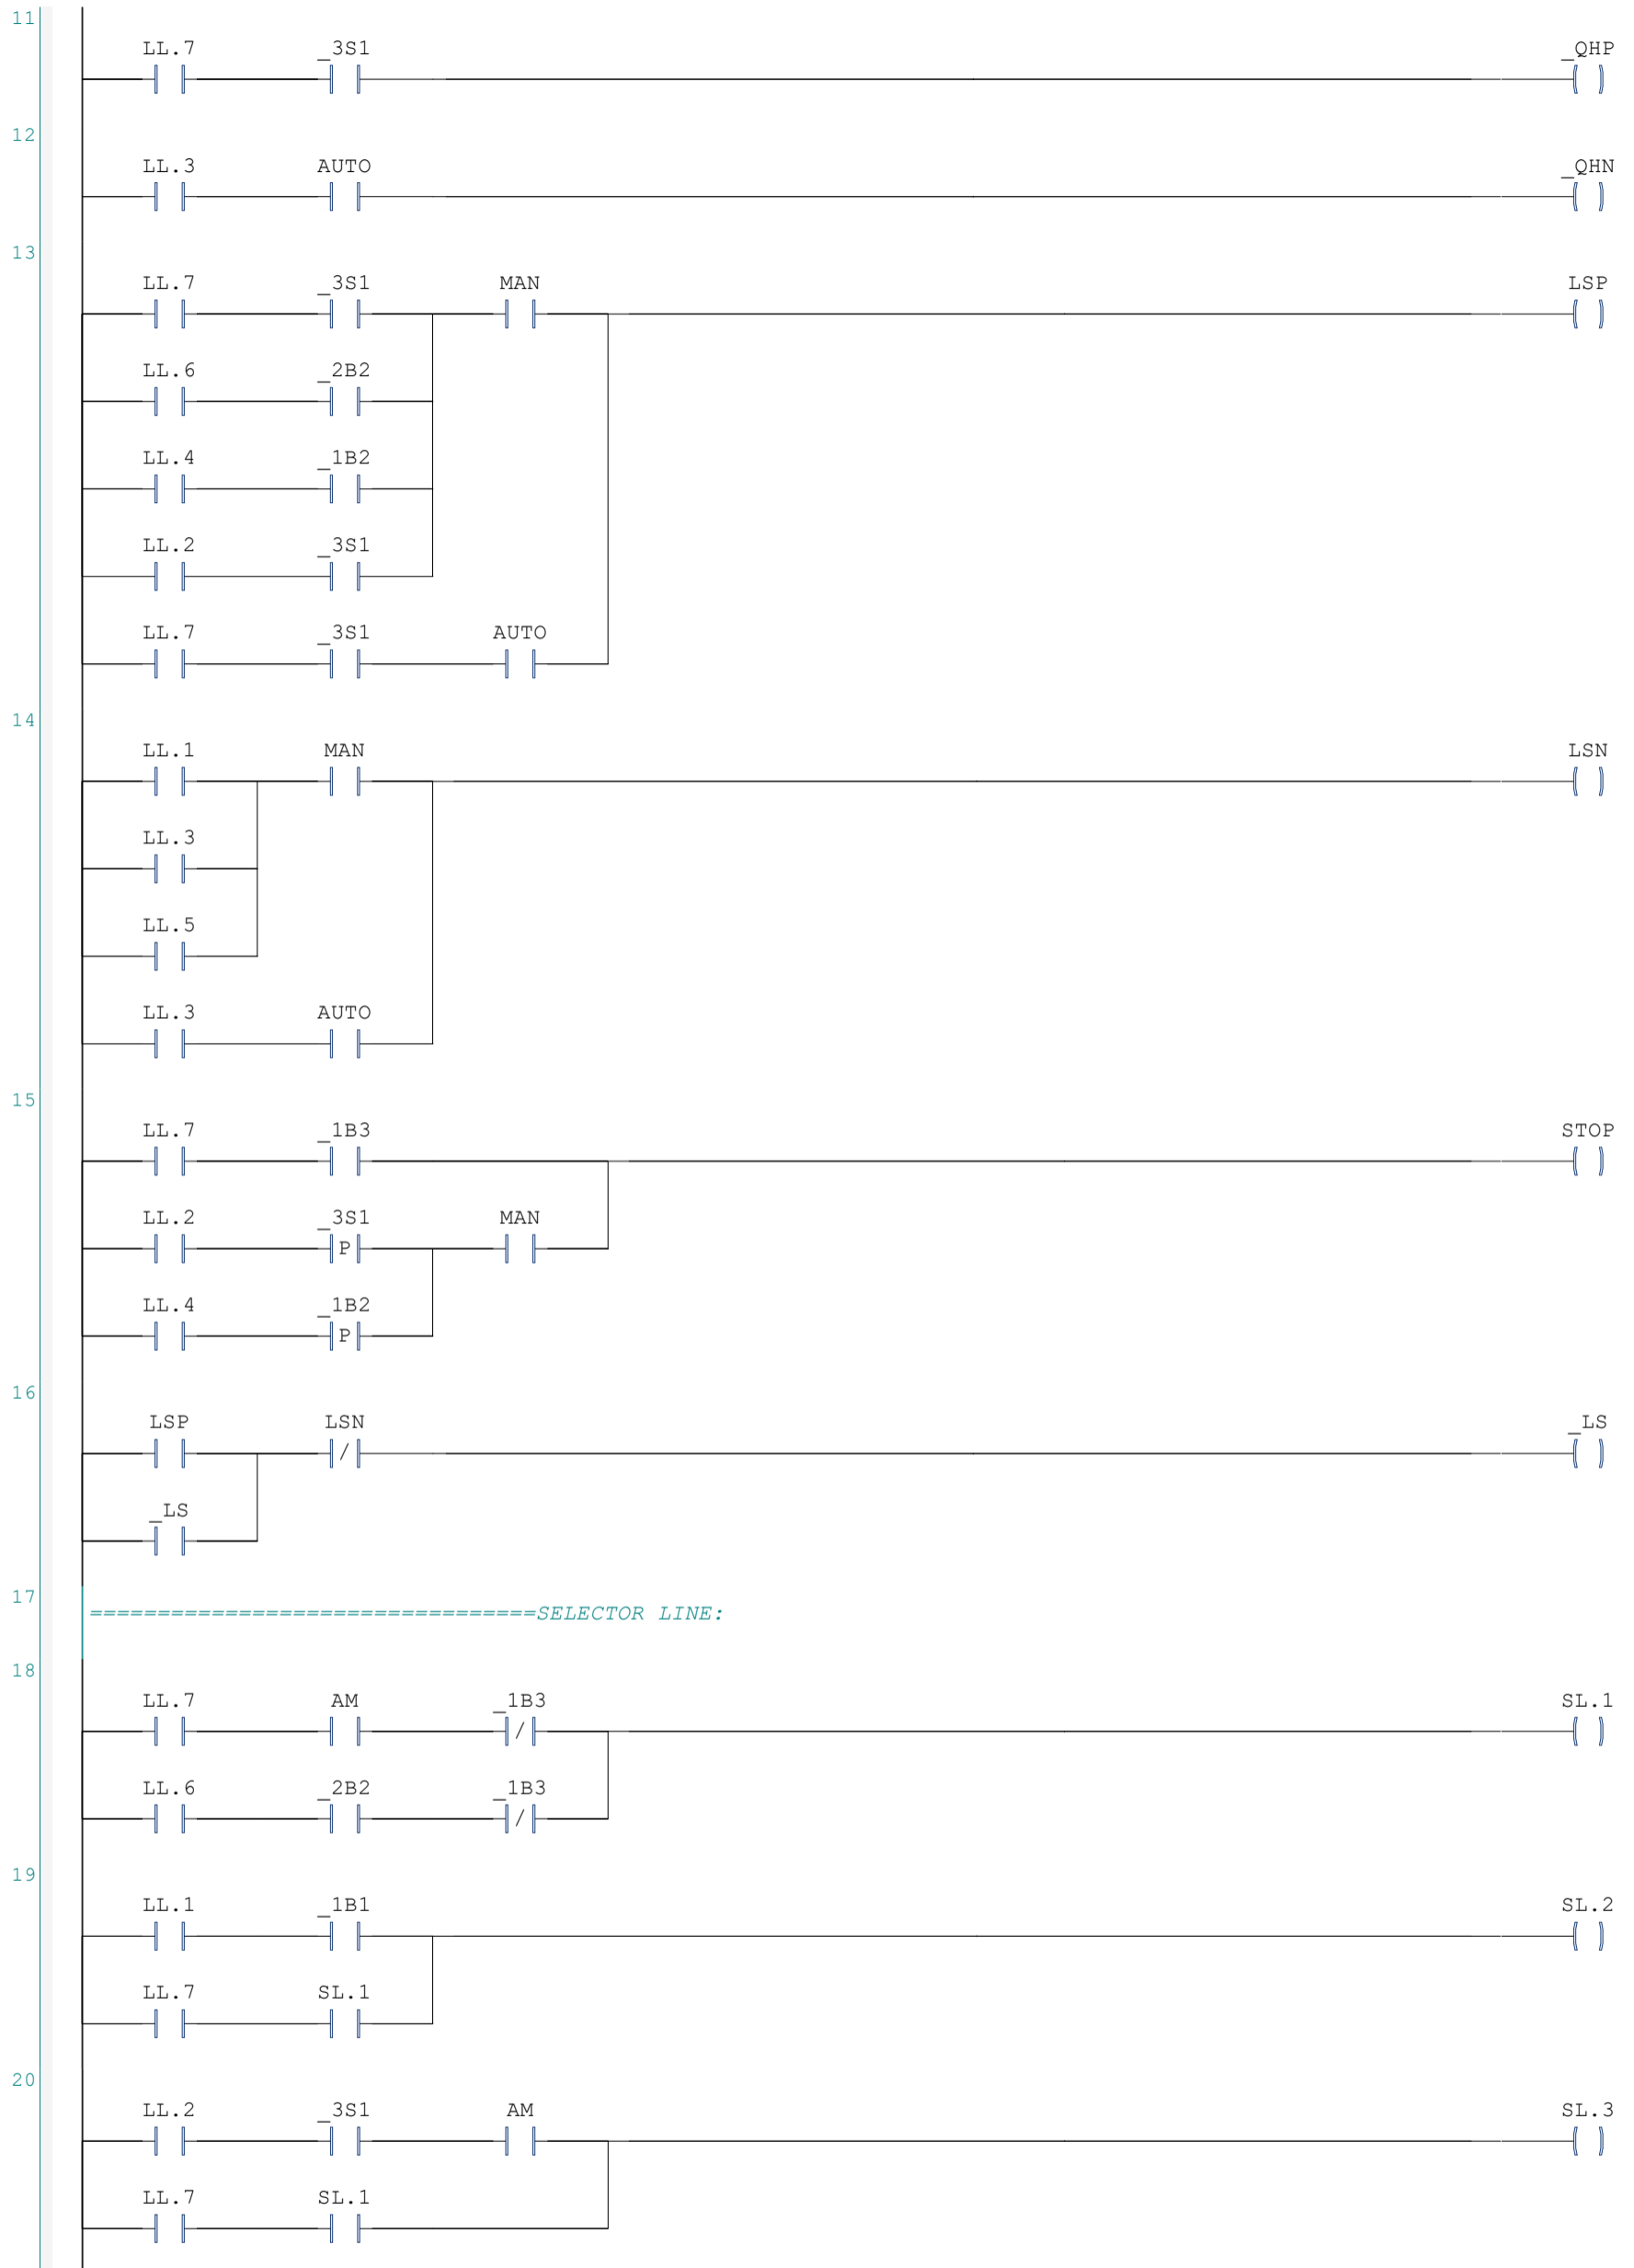 11
LL.7 _3S1 _QHP
12
LL.3 AUTO _QHN
13
LL.7 _3S1 MAN LSP
LL.6 _2B2
LL.4 _1B2
LL.2 _3S1
LL.7 _3S1 AUTO
14
LL.1 MAN LSN
LL.3
LL.5
LL.3 AUTO
15
LL.7 _1B3 STOP
LL.2 _3S1 MAN
P
LL.4 _1B2
P
16
LSP LSN _LS
/
_LS
17
=================================SELECTOR LINE:
18
LL.7 AM _1B3 SL.1
/
LL.6 _2B2 _1B3
/
19
LL.1 _1B1 SL.2
LL.7 SL.1
20
LL.2 _3S1 AM SL.3
LL.7 SL.1